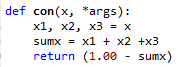 def con(x, *args):
    x1, x2, x3 = x
    sumx = x1 + x2 +x3
    return (1.00 - sumx)